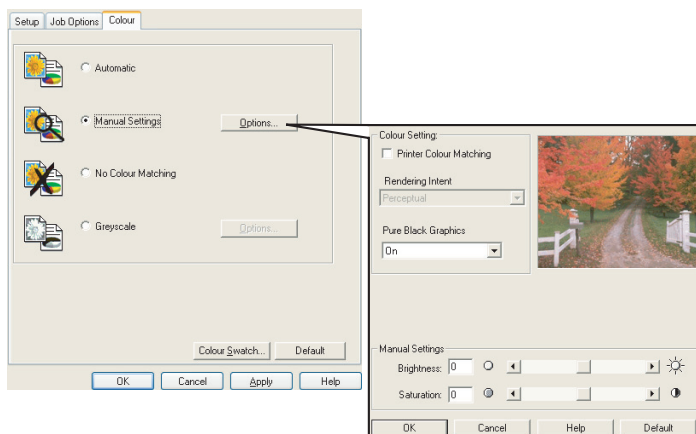 Setup Job Options Colour
Automatic
Manual Settings Options...
No Colour Matching
Greyscale Options...
Colour Swatch... Default
OK Cancel Apply Help
Colour Setting:
Printer Colour Matching
Rendering Intent
Perceptual
Pure Black Graphics
On
Manual Settings
Brightness: 0
Saturation: 0
OK Cancel Help Default